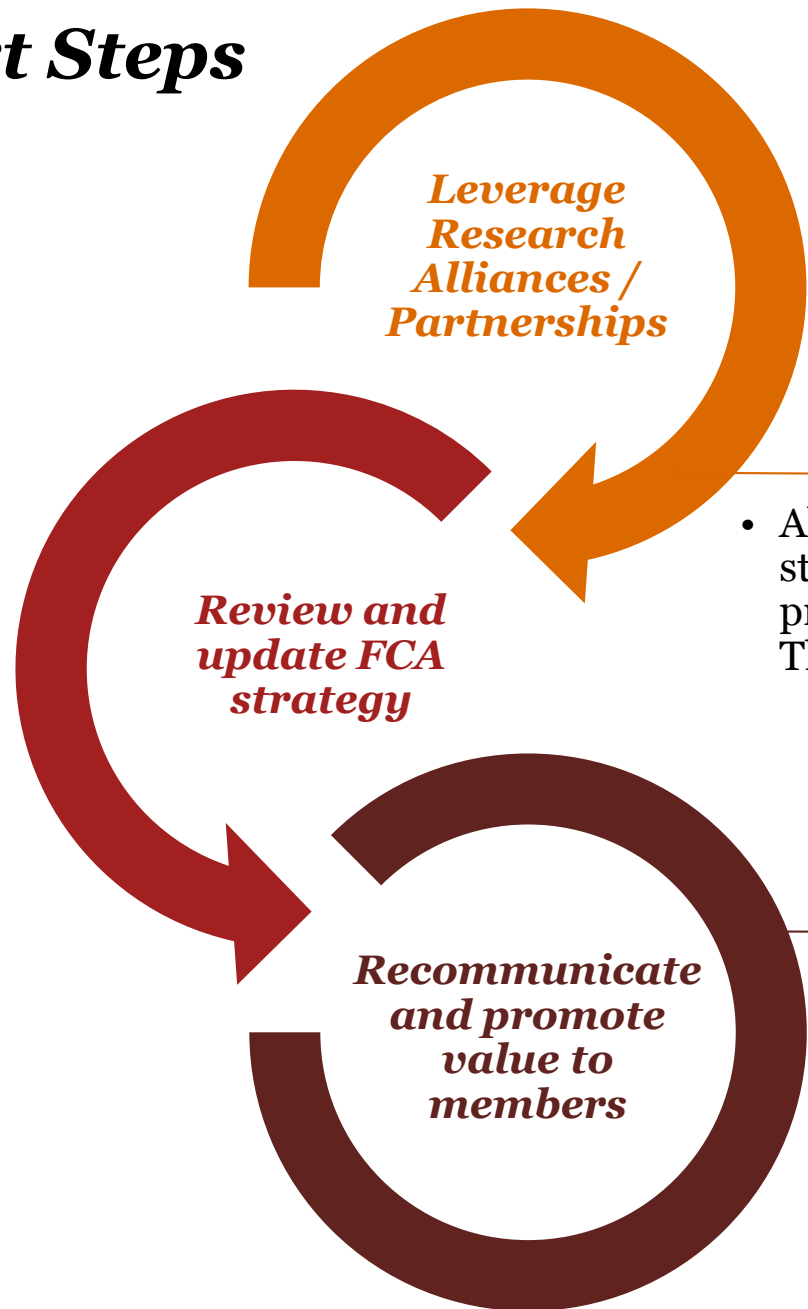 t Steps
Leverage
Research
Alliances /
Partnerships
•
Review and
update FCA
strategy
Recommunicate
and promote
value to
members